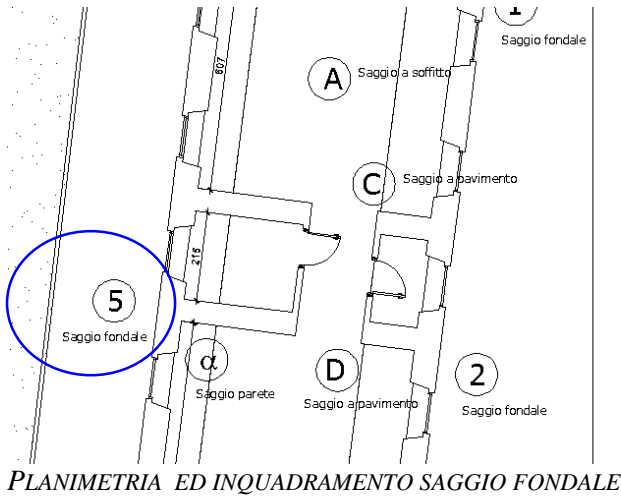 1
Saggio fondale
607
A
Saggio a soffitto
C
Saggio a pavimento
215
5
Saggio fondale
α
Saggio parete
D
Saggio a pavimento
2
Saggio fondale
PLANIMETRIA ED INQUADRAMENTO SAGGIO FONDALE